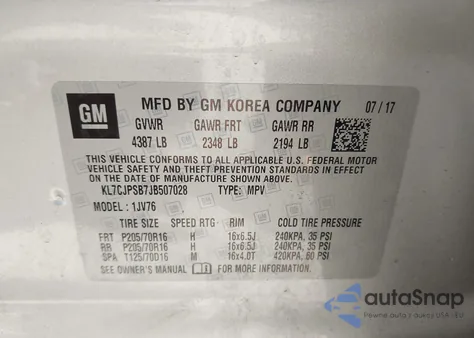 GM
MFD BY GM KOREA COMPANY 07 / 17
GVWR GAWR FRT GAWR RR
4387 LB 2348 LB 2194 LB
THIS VEHICLE CONFORMS TO ALL APPLICABLE U.S. FEDERAL MOTOR
VEHICLE SAFETY AND THEFT PREVENTION STANDARDS IN EFFECT
ON THE DATE OF MANUFACTURE SHOWN ABOVE.
KL7CJPSB7JB507028 TYPE: MPV
MODEL: 1JV76
TIRE SIZE SPEED RTG RIM COLD TIRE PRESSURE
FRT P205/70R16 H 16x6.5J 240KPA, 35 PSI
RR P205/70R16 H 16x6.5J 240KPA, 35 PSI
SPA T125/70D16 M 16x4.0T 420KPA, 60 PSI
SEE OWNER'S MANUAL FOR MORE INFORMATION.
autoSnap
Pewne auta z USA